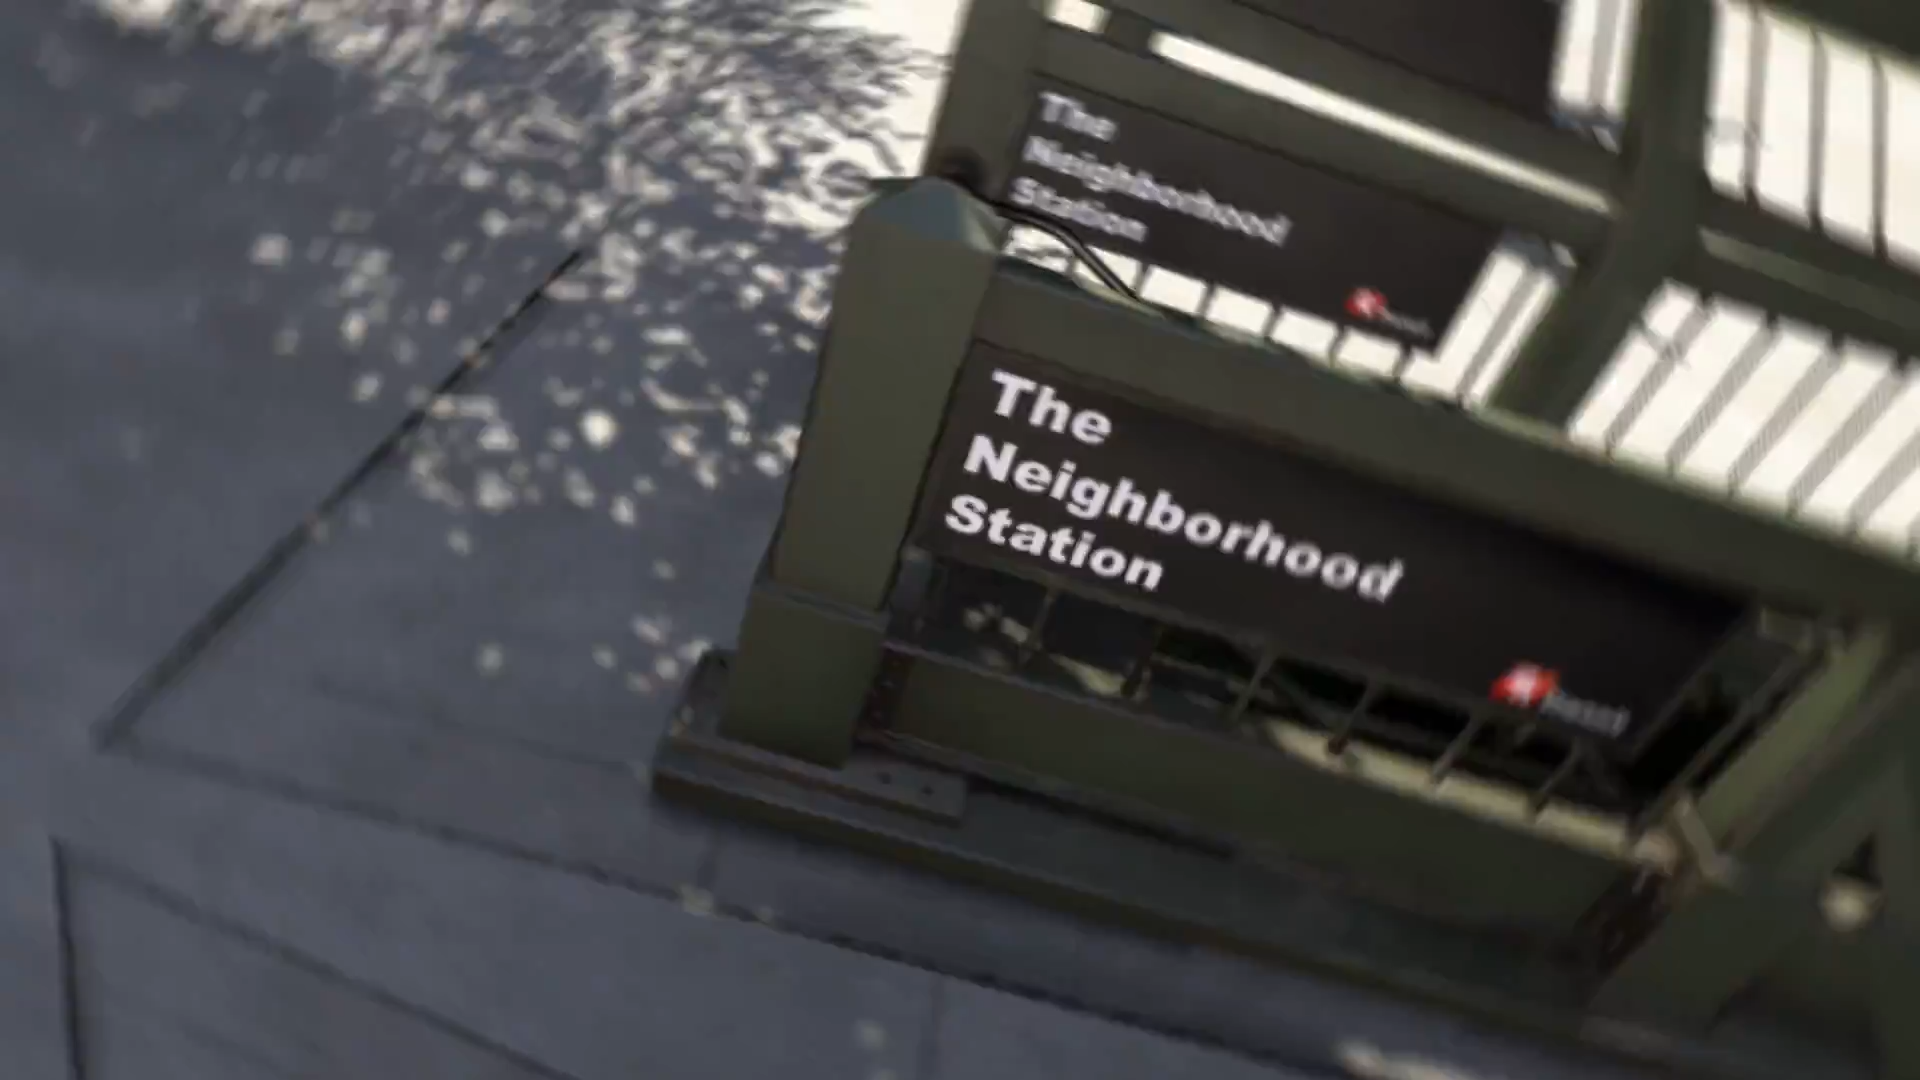 The
Neighborhood
Station
The
Neighborhood
Station